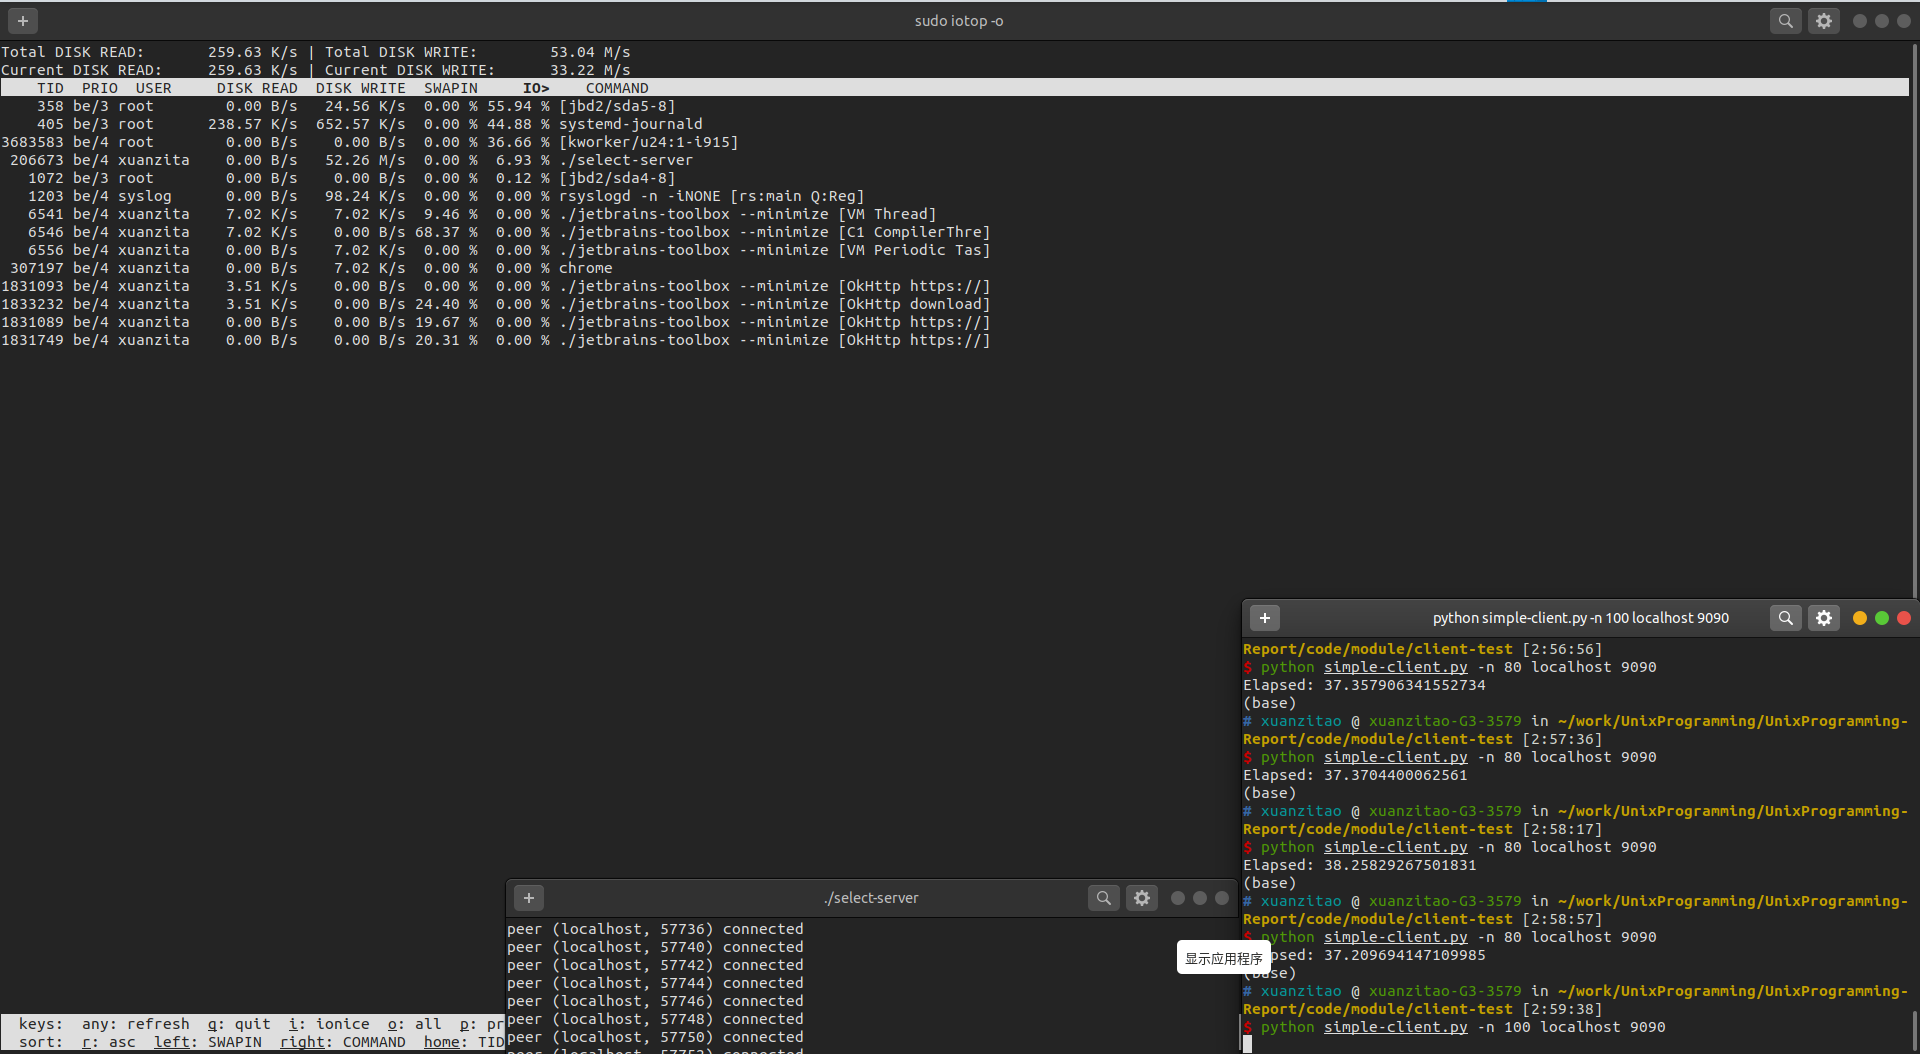 sudo iotop -o
Total DISK READ:       259.63 K/s | Total DISK WRITE:        53.04 M/s
Current DISK READ:     259.63 K/s | Current DISK WRITE:      33.22 M/s
    TID  PRIO  USER     DISK READ  DISK WRITE  SWAPIN     IO>    COMMAND
    358 be/3 root        0.00 B/s   24.56 K/s  0.00 % 55.94 % [jbd2/sda5-8]
    405 be/3 root      238.57 K/s  652.57 K/s  0.00 % 44.88 % systemd-journald
3683583 be/4 root        0.00 B/s    0.00 B/s  0.00 % 36.66 % [kworker/u24:1-i915]
 206673 be/4 xuanzita    0.00 B/s   52.26 M/s  0.00 %  6.93 % ./select-server
   1072 be/3 root        0.00 B/s    0.00 B/s  0.00 %  0.12 % [jbd2/sda4-8]
   1203 be/4 syslog      0.00 B/s   98.24 K/s  0.00 %  0.00 % rsyslogd -n -iNONE [rs:main Q:Reg]
   6541 be/4 xuanzita    7.02 K/s    7.02 K/s  9.46 %  0.00 % ./jetbrains-toolbox --minimize [VM Thread]
   6546 be/4 xuanzita    7.02 K/s    0.00 B/s 68.37 %  0.00 % ./jetbrains-toolbox --minimize [C1 CompilerThre]
   6556 be/4 xuanzita    0.00 B/s    7.02 K/s  0.00 %  0.00 % ./jetbrains-toolbox --minimize [VM Periodic Tas]
 307197 be/4 xuanzita    0.00 B/s    7.02 K/s  0.00 %  0.00 % chrome
1831093 be/4 xuanzita    3.51 K/s    0.00 B/s  0.00 %  0.00 % ./jetbrains-toolbox --minimize [OkHttp https://]
1833232 be/4 xuanzita    3.51 K/s    0.00 B/s 24.40 %  0.00 % ./jetbrains-toolbox --minimize [OkHttp download]
1831089 be/4 xuanzita    0.00 B/s    0.00 B/s 19.67 %  0.00 % ./jetbrains-toolbox --minimize [OkHttp https://]
1831749 be/4 xuanzita    0.00 B/s    0.00 B/s 20.31 %  0.00 % ./jetbrains-toolbox --minimize [OkHttp https://]
keys:  any: refresh  q: quit  i: ionice  o: all  p: pr
sort:  r: asc  left: SWAPIN  right: COMMAND  home: TID
./select-server
peer (localhost, 57736) connected
peer (localhost, 57740) connected
peer (localhost, 57742) connected
peer (localhost, 57744) connected
peer (localhost, 57746) connected
peer (localhost, 57748) connected
peer (localhost, 57750) connected
peer (localhost, 57752) connected
显示应用程序
python simple-client.py -n 100 localhost 9090
Report/code/module/client-test [2:56:56]
$ python simple-client.py -n 80 localhost 9090
Elapsed: 37.357906341552734
(base)
# xuanzitao @ xuanzitao-G3-3579 in ~/work/UnixProgramming/UnixProgramming-
Report/code/module/client-test [2:57:36]
$ python simple-client.py -n 80 localhost 9090
Elapsed: 37.3704400062561
(base)
# xuanzitao @ xuanzitao-G3-3579 in ~/work/UnixProgramming/UnixProgramming-
Report/code/module/client-test [2:58:17]
$ python simple-client.py -n 80 localhost 9090
Elapsed: 38.25829267501831
(base)
# xuanzitao @ xuanzitao-G3-3579 in ~/work/UnixProgramming/UnixProgramming-
Report/code/module/client-test [2:58:57]
$ python simple-client.py -n 80 localhost 9090
psed: 37.209694147109985
(base)
# xuanzitao @ xuanzitao-G3-3579 in ~/work/UnixProgramming/UnixProgramming-
Report/code/module/client-test [2:59:38]
$ python simple-client.py -n 100 localhost 9090